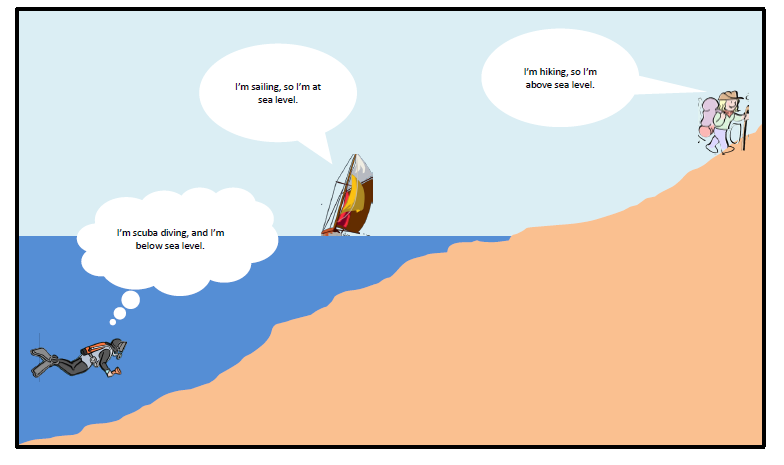 I'm sailing, so I'm at
sea level.
I'm hiking, so I'm
above sea level.
I'm scuba diving, and I'm
below sea level.